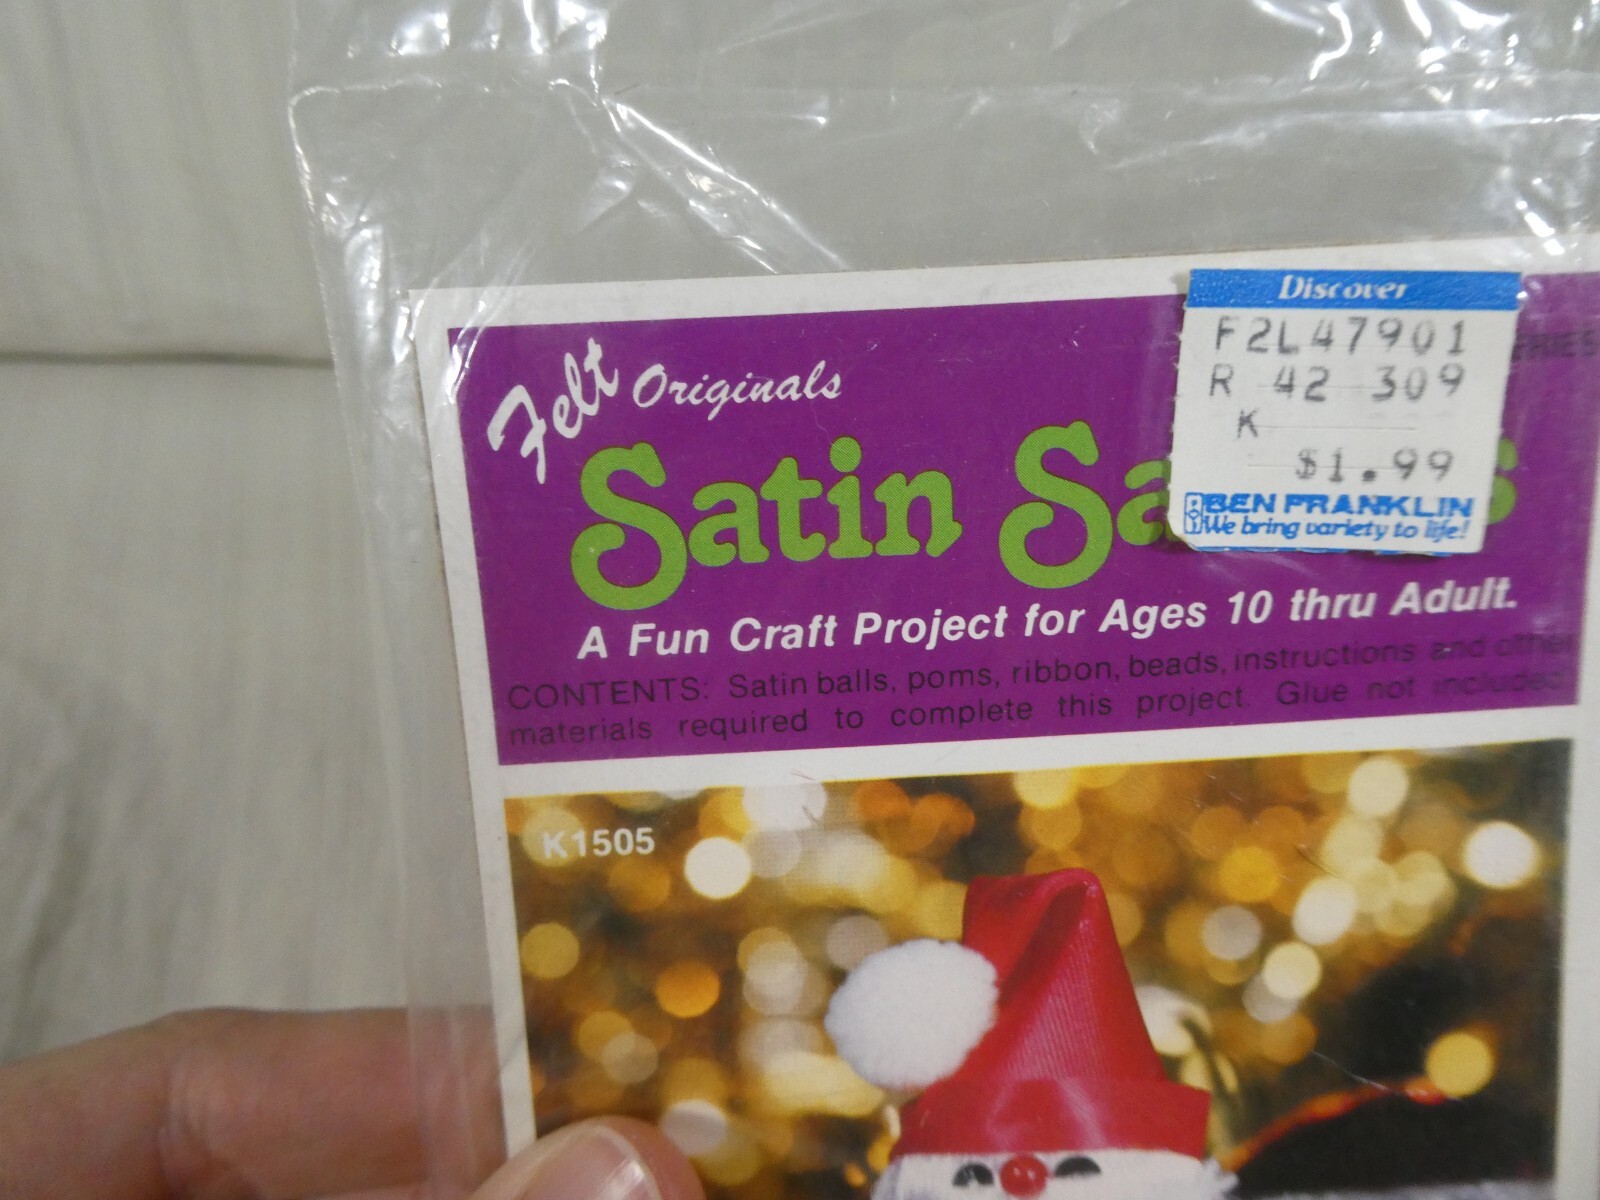 Discover
F2L47901
R 42 309
K
$1.99
BEN FRANKLIN
We bring variety to life!
Felt Originals
Satin
A Fun Craft Project for Ages 10 thru Adult.
CONTENTS: Satin balls, poms, ribbon, beads, instructions and other
materials required to complete this project. Glue not included
K1505